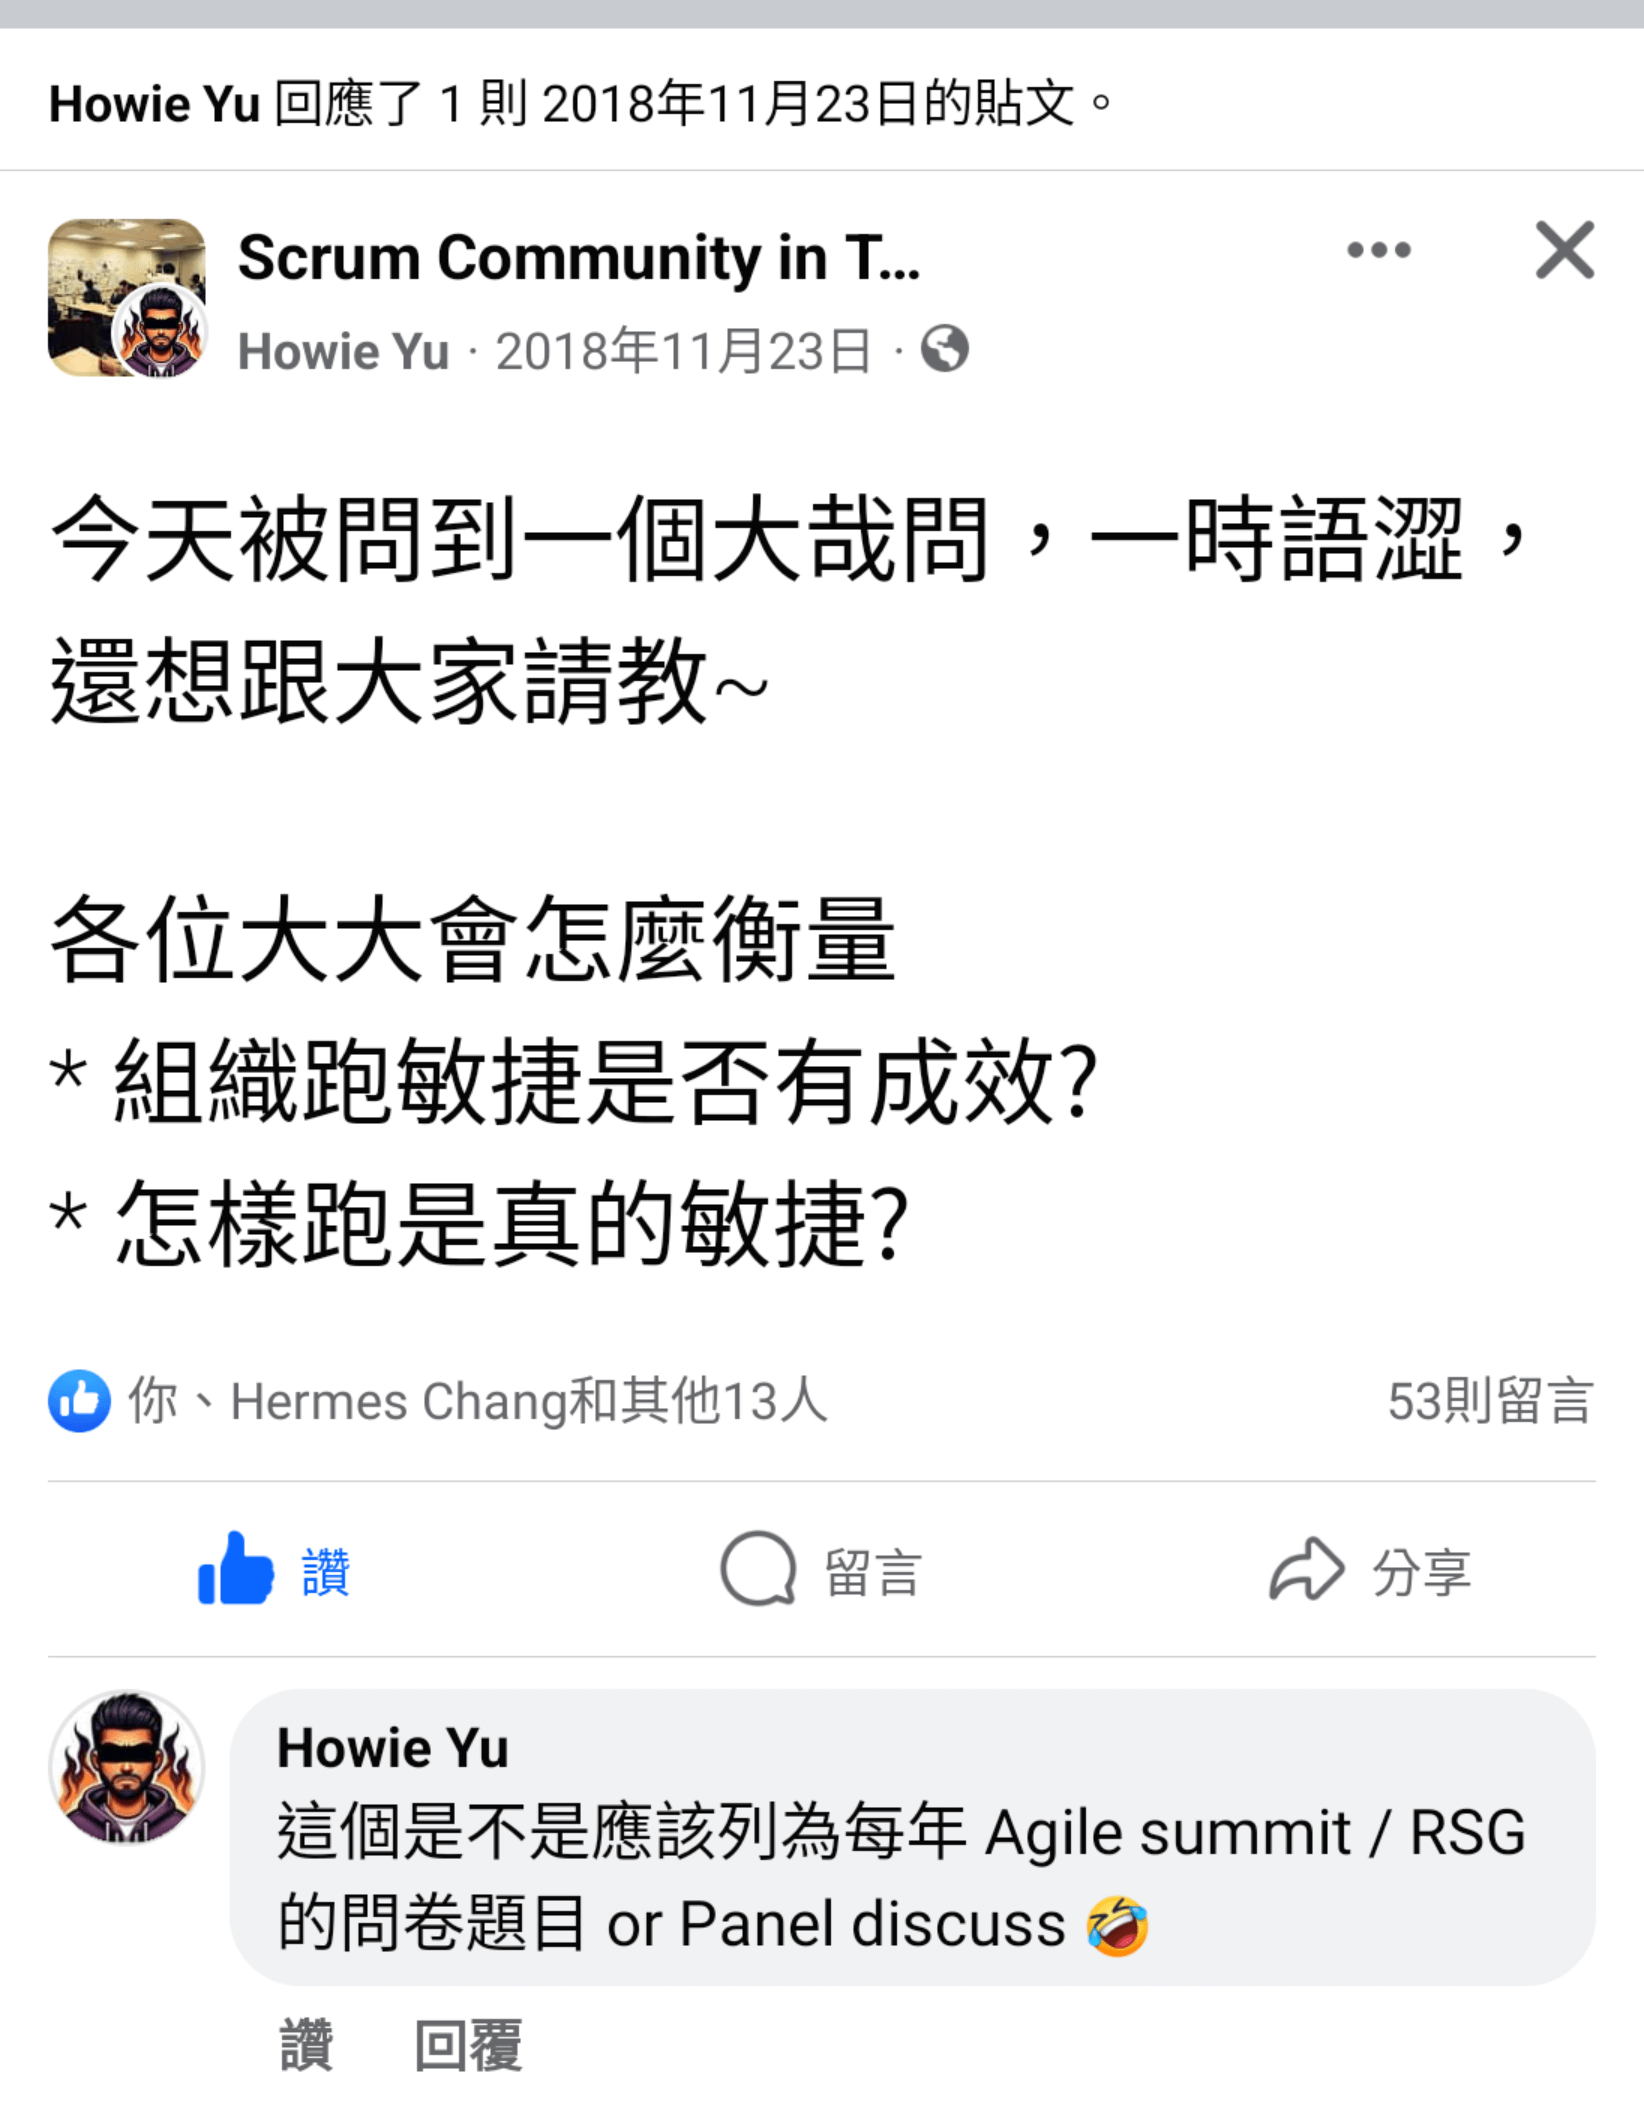 Howie Yu 回應了 1 則 2018年11月23日的貼文。
Scrum Community in T...
Howie Yu · 2018年11月23日 ·
今天被問到一個大哉問，一時語澀，
還想跟大家請教~
各位大大會怎麼衡量
* 組織跑敏捷是否有成效?
* 怎樣跑是真的敏捷?
你、Hermes Chang和其他13人
53則留言
讚
留言
分享
Howie Yu
這個是不是應該列為每年 Agile summit / RSG
的問卷題目 or Panel discuss 🤣
讚
回覆